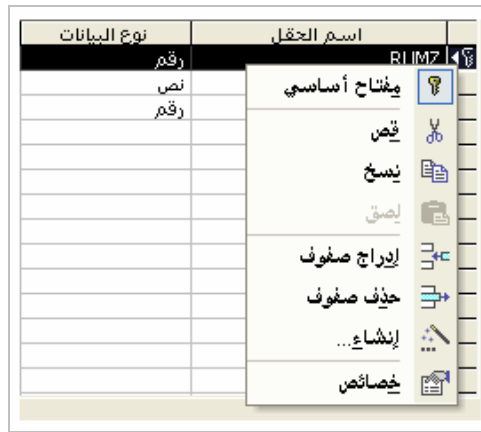 اسم الحقل نوع البيانات
RUMZ رقم
نص
رقم
مفتاح أساسي
قص
نسخ
لصق
إدراج صفوف
حذف صفوف
إنشاء...
خصائص